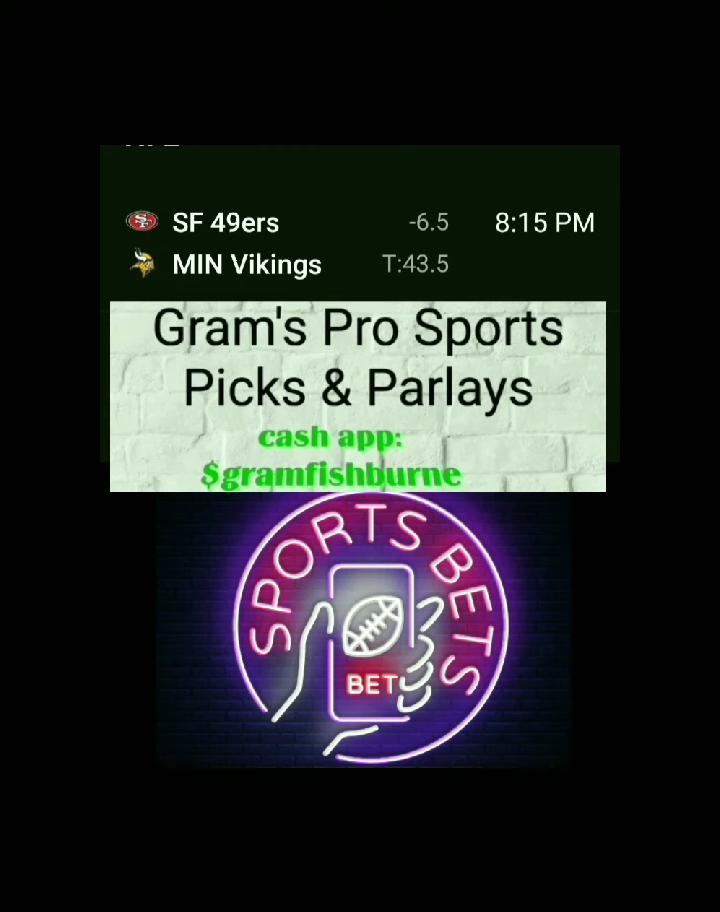 SF 49ers -6.5 8:15 PM
MIN Vikings T:43.5
Gram's Pro Sports
Picks & Parlays
cash app:
$gramfishburne
SPORTS BETS
BET